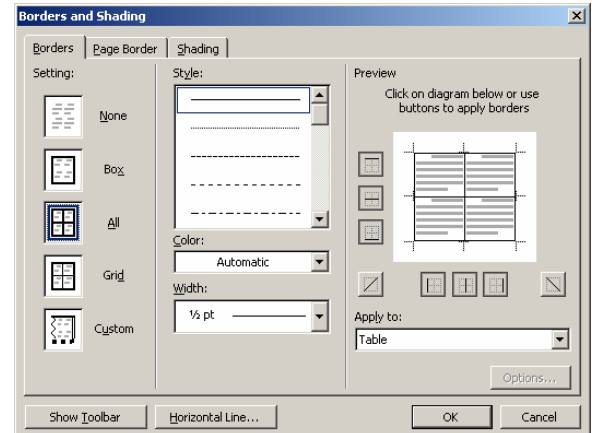 Borders and Shading
Borders
Page Border
Shading
Setting:
None
Box
All
Grid
Custom
Style:
Color:
Automatic
Width:
½ pt
Preview
Click on diagram below or use
buttons to apply borders
Apply to:
Table
Options...
Show Toolbar
Horizontal Line...
OK
Cancel